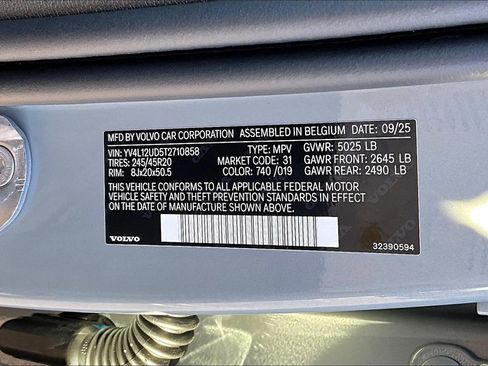 MFD BY VOLVO CAR CORPORATION ASSEMBLED IN BELGIUM DATE: 09/25
VIN: YV4L12UD5T2710858 TYPE: MPV GVWR: 5025 LB
TIRES: 245/45R20 MARKET CODE: 31 GAWR FRONT: 2645 LB
RIM: 8Jx20x50.5 COLOR: 740 /019 GAWR REAR: 2490 LB
THIS VEHICLE CONFORMS TO ALL APPLICABLE FEDERAL MOTOR
VEHICLE SAFETY AND THEFT PREVENTION STANDARDS IN EFFECT
ON THE DATE OF MANUFACTURE SHOWN ABOVE.
VOLVO 32390594